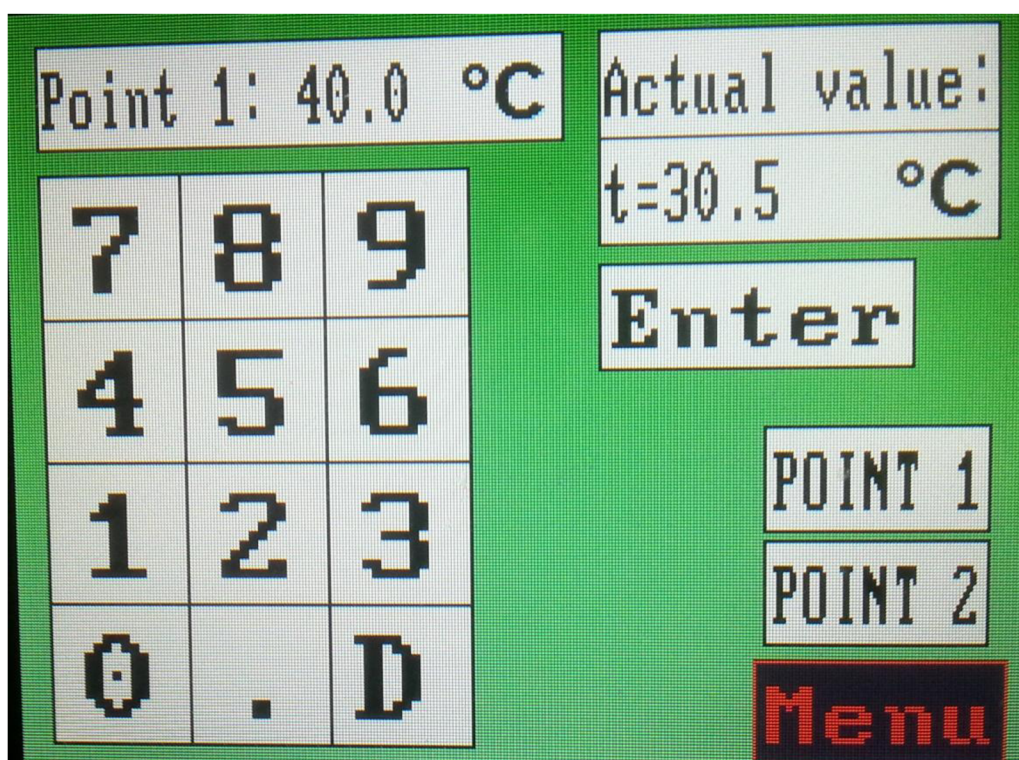 Point 1: 40.0 °C
Actual value:
t=30.5 °C
7 8 9
4 5 6
1 2 3
0 . D
Enter
POINT 1
POINT 2
Menu